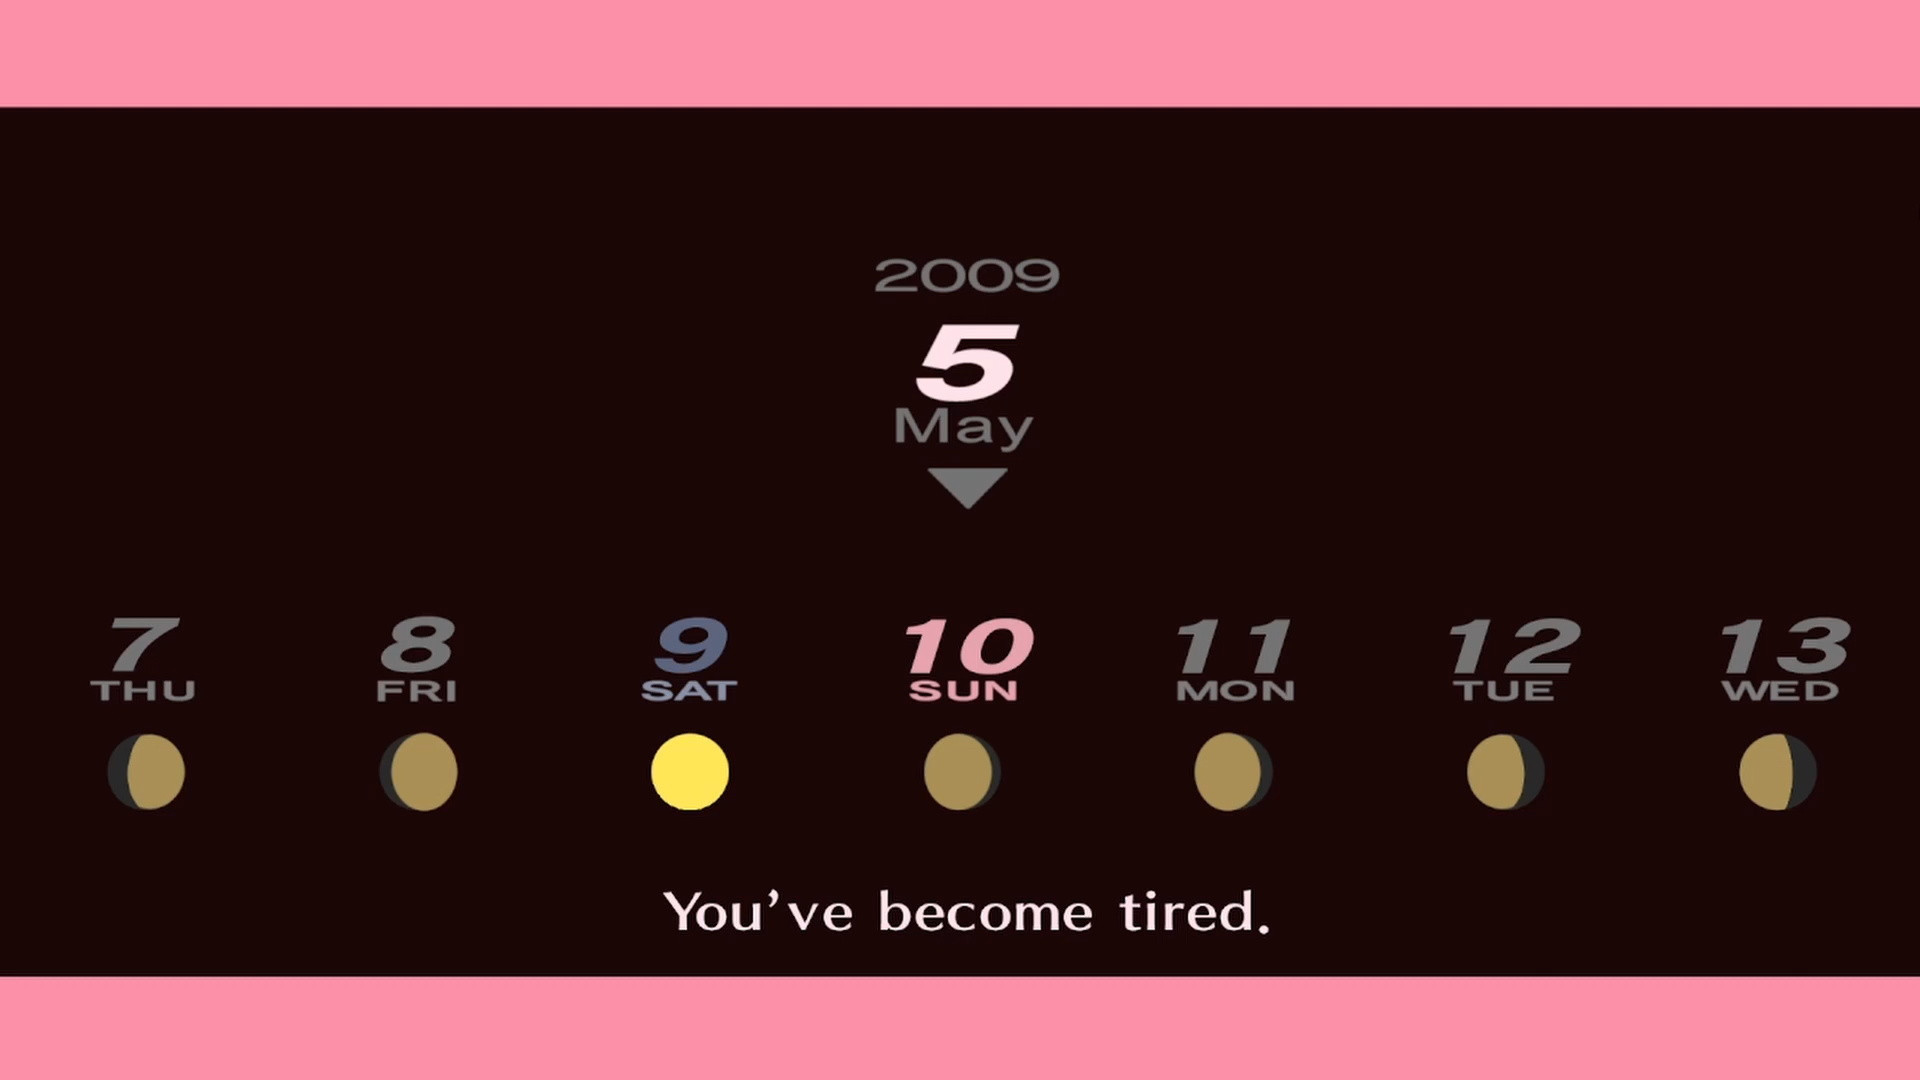 2009
5
May
7 8 9 10 11 12 13
THU FRI SAT SUN MON TUE WED
You've become tired.